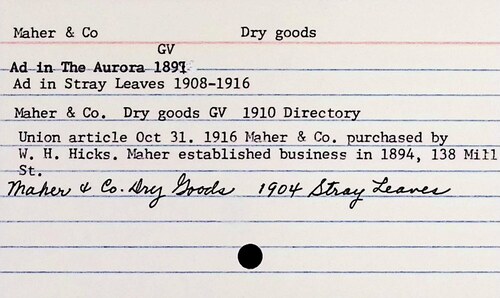 Maher & Co Dry goods
GV
Ad in The Aurora 1897
Ad in Stray Leaves 1908-1916
Maher & Co. Dry goods GV 1910 Directory
Union article Oct 31. 1916 Maher & Co. purchased by
W. H. Hicks. Maher established business in 1894, 138 Mill
St.
Maher & Co. Dry Goods 1904 Stray Leaves